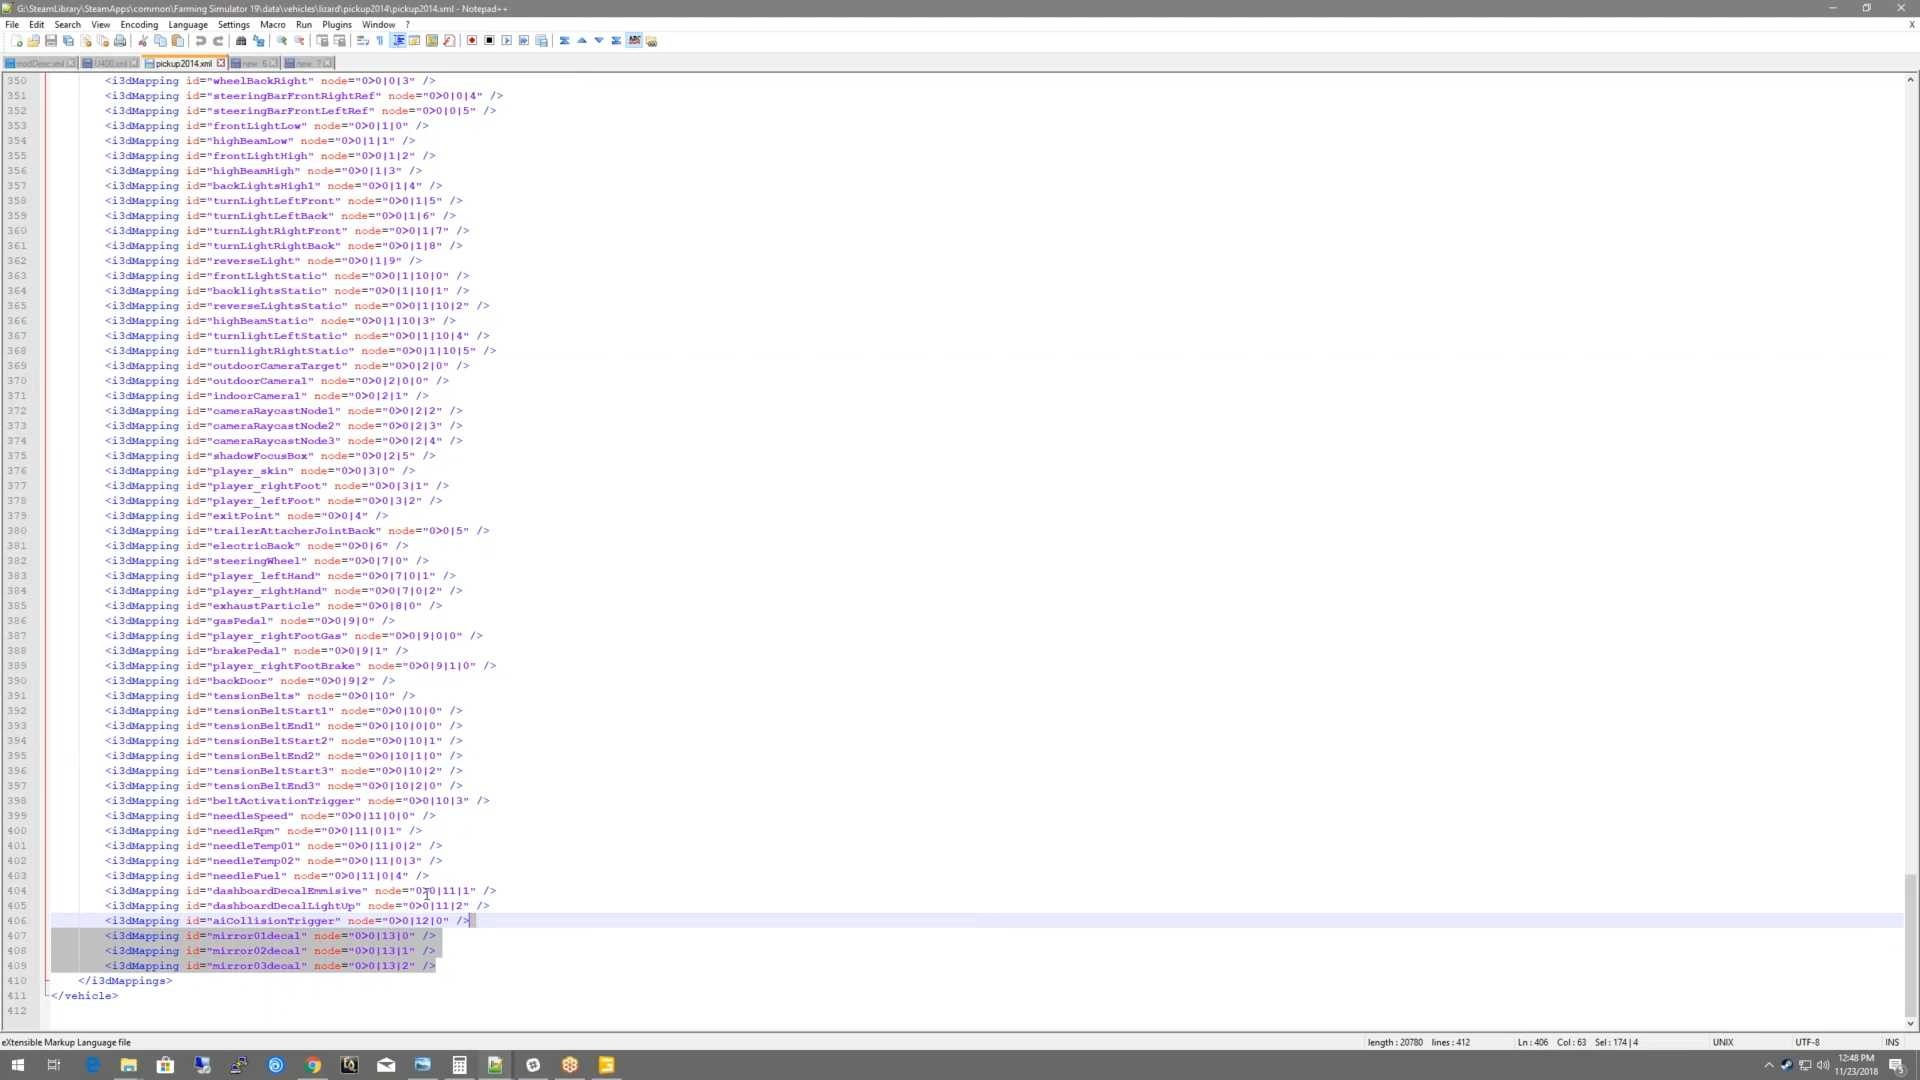 G:\SteamLibrary\SteamApps\common\Farming Simulator 19\data\vehicles\lizard\pickup2014\pickup2014.xml - Notepad++
File Edit Search View Encoding Language Settings Macro Run Plugins Window ?
X
modDesc.xml pickup2014.xml new 6 new 7
350 <i3dMapping id="wheelBackRight" node="0>0|0|3" />
351 <i3dMapping id="steeringBarFrontRightRef" node="0>0|0|4" />
352 <i3dMapping id="steeringBarFrontLeftRef" node="0>0|0|5" />
353 <i3dMapping id="frontLightLow" node="0>0|1|0" />
354 <i3dMapping id="highBeamLow" node="0>0|1|1" />
355 <i3dMapping id="frontLightHigh" node="0>0|1|2" />
356 <i3dMapping id="highBeamHigh" node="0>0|1|3" />
357 <i3dMapping id="backLightsHigh1" node="0>0|1|4" />
358 <i3dMapping id="turnLightLeftFront" node="0>0|1|5" />
359 <i3dMapping id="turnLightLeftBack" node="0>0|1|6" />
360 <i3dMapping id="turnLightRightFront" node="0>0|1|7" />
361 <i3dMapping id="turnLightRightBack" node="0>0|1|8" />
362 <i3dMapping id="reverseLight" node="0>0|1|9" />
363 <i3dMapping id="frontLightStatic" node="0>0|1|10|0" />
364 <i3dMapping id="backlightsStatic" node="0>0|1|10|1" />
365 <i3dMapping id="reverseLightsStatic" node="0>0|1|10|2" />
366 <i3dMapping id="highBeamStatic" node="0>0|1|10|3" />
367 <i3dMapping id="turnlightLeftStatic" node="0>0|1|10|4" />
368 <i3dMapping id="turnlightRightStatic" node="0>0|1|10|5" />
369 <i3dMapping id="outdoorCameraTarget" node="0>0|2|0" />
370 <i3dMapping id="outdoorCamera1" node="0>0|2|0|0" />
371 <i3dMapping id="indoorCamera1" node="0>0|2|1" />
372 <i3dMapping id="cameraRaycastNode1" node="0>0|2|2" />
373 <i3dMapping id="cameraRaycastNode2" node="0>0|2|3" />
374 <i3dMapping id="cameraRaycastNode3" node="0>0|2|4" />
375 <i3dMapping id="shadowFocusBox" node="0>0|2|5" />
376 <i3dMapping id="player_skin" node="0>0|3|0" />
377 <i3dMapping id="player_rightFoot" node="0>0|3|1" />
378 <i3dMapping id="player_leftFoot" node="0>0|3|2" />
379 <i3dMapping id="exitPoint" node="0>0|4" />
380 <i3dMapping id="trailerAttacherJointBack" node="0>0|5" />
381 <i3dMapping id="electricBack" node="0>0|6" />
382 <i3dMapping id="steeringWheel" node="0>0|7|0" />
383 <i3dMapping id="player_leftHand" node="0>0|7|0|1" />
384 <i3dMapping id="player_rightHand" node="0>0|7|0|2" />
385 <i3dMapping id="exhaustParticle" node="0>0|8|0" />
386 <i3dMapping id="gasPedal" node="0>0|9|0" />
387 <i3dMapping id="player_rightFootGas" node="0>0|9|0|0" />
388 <i3dMapping id="brakePedal" node="0>0|9|1" />
389 <i3dMapping id="player_rightFootBrake" node="0>0|9|1|0" />
390 <i3dMapping id="backDoor" node="0>0|9|2" />
391 <i3dMapping id="tensionBelts" node="0>0|10" />
392 <i3dMapping id="tensionBeltStart1" node="0>0|10|0" />
393 <i3dMapping id="tensionBeltEnd1" node="0>0|10|0|0" />
394 <i3dMapping id="tensionBeltStart2" node="0>0|10|1" />
395 <i3dMapping id="tensionBeltEnd2" node="0>0|10|1|0" />
396 <i3dMapping id="tensionBeltStart3" node="0>0|10|2" />
397 <i3dMapping id="tensionBeltEnd3" node="0>0|10|2|0" />
398 <i3dMapping id="beltActivationTrigger" node="0>0|10|3" />
399 <i3dMapping id="needleSpeed" node="0>0|11|0|0" />
400 <i3dMapping id="needleRpm" node="0>0|11|0|1" />
401 <i3dMapping id="needleTemp01" node="0>0|11|0|2" />
402 <i3dMapping id="needleTemp02" node="0>0|11|0|3" />
403 <i3dMapping id="needleFuel" node="0>0|11|0|4" />
404 <i3dMapping id="dashboardDecalEmmisive" node="0>0|11|1" />
405 <i3dMapping id="dashboardDecalLightUp" node="0>0|11|2" />
406 <i3dMapping id="aiCollisionTrigger" node="0>0|12|0" />
407 <i3dMapping id="mirror01decal" node="0>0|13|0" />
408 <i3dMapping id="mirror02decal" node="0>0|13|1" />
409 <i3dMapping id="mirror03decal" node="0>0|13|2" />
410 </i3dMappings>
411 </vehicle>
412
eXtensible Markup Language file length : 20780 lines : 412 Ln : 406 Col : 63 Sel : 174 | 4 UNIX UTF-8 INS
12:48 PM
11/23/2018